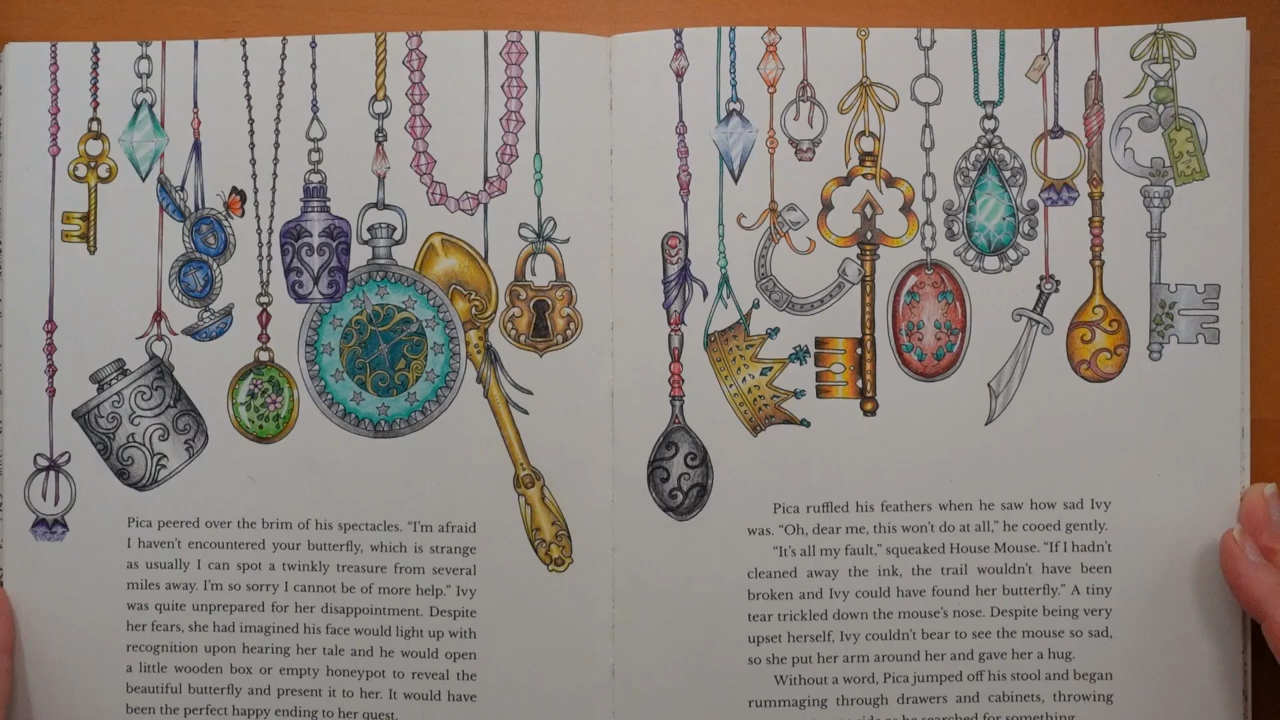 Pica peered over the brim of his spectacles. “I'm afraid
I haven't encountered your butterfly, which is strange
as usually I can spot a twinkly treasure from several
miles away. I'm so sorry I cannot be of more help.” Ivy
was quite unprepared for her disappointment. Despite
her fears, she had imagined his face would light up with
recognition upon hearing her tale and he would open
a little wooden box or empty honeypot to reveal the
beautiful butterfly and present it to her. It would have
been the perfect happy ending to her quest.
Pica ruffled his feathers when he saw how sad Ivy
was. “Oh, dear me, this won't do at all,” he cooed gently.
“It's all my fault,” squeaked House Mouse. “If I hadn't
cleaned away the ink, the trail wouldn't have been
broken and Ivy could have found her butterfly.” A tiny
tear trickled down the mouse's nose. Despite being very
upset herself, Ivy couldn't bear to see the mouse so sad,
so she put her arm around her and gave her a hug.
Without a word, Pica jumped off his stool and began
rummaging through drawers and cabinets, throwing
as he searched for something